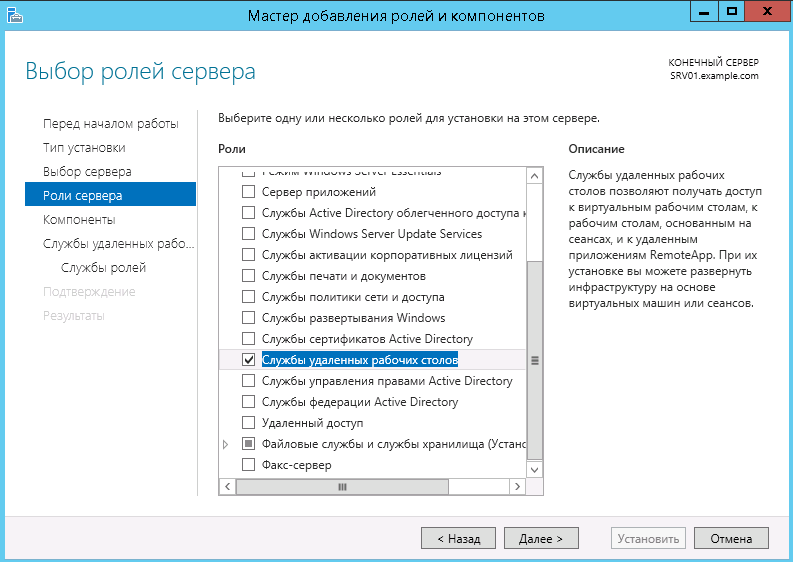 Мастер добавления ролей и компонентов
Выбор ролей сервера
КОНЕЧНЫЙ СЕРВЕР
SRV01.example.com
Перед началом работы
Тип установки
Выбор сервера
Роли сервера
Компоненты
Службы удаленных рабо...
Службы ролей
Подтверждение
Результаты
Выберите одну или несколько ролей для установки на этом сервере.
Роли
Режим Windows Server Essentials
Сервер приложений
Службы Active Directory облегченного доступа к
Службы Windows Server Update Services
Службы активации корпоративных лицензий
Службы печати и документов
Службы политики сети и доступа
Службы развертывания Windows
Службы сертификатов Active Directory
Службы удаленных рабочих столов
Службы управления правами Active Directory
Службы федерации Active Directory
Удаленный доступ
Файловые службы и службы хранилища (Устано
Факс-сервер
Описание
Службы удаленных рабочих
столов позволяют получать доступ
к виртуальным рабочим столам, к
рабочим столам, основанным на
сеансах, и к удаленным
приложениям RemoteApp. При их
установке вы можете развернуть
инфраструктуру на основе
виртуальных машин или сеансов.
< Назад
Далее >
Установить
Отмена